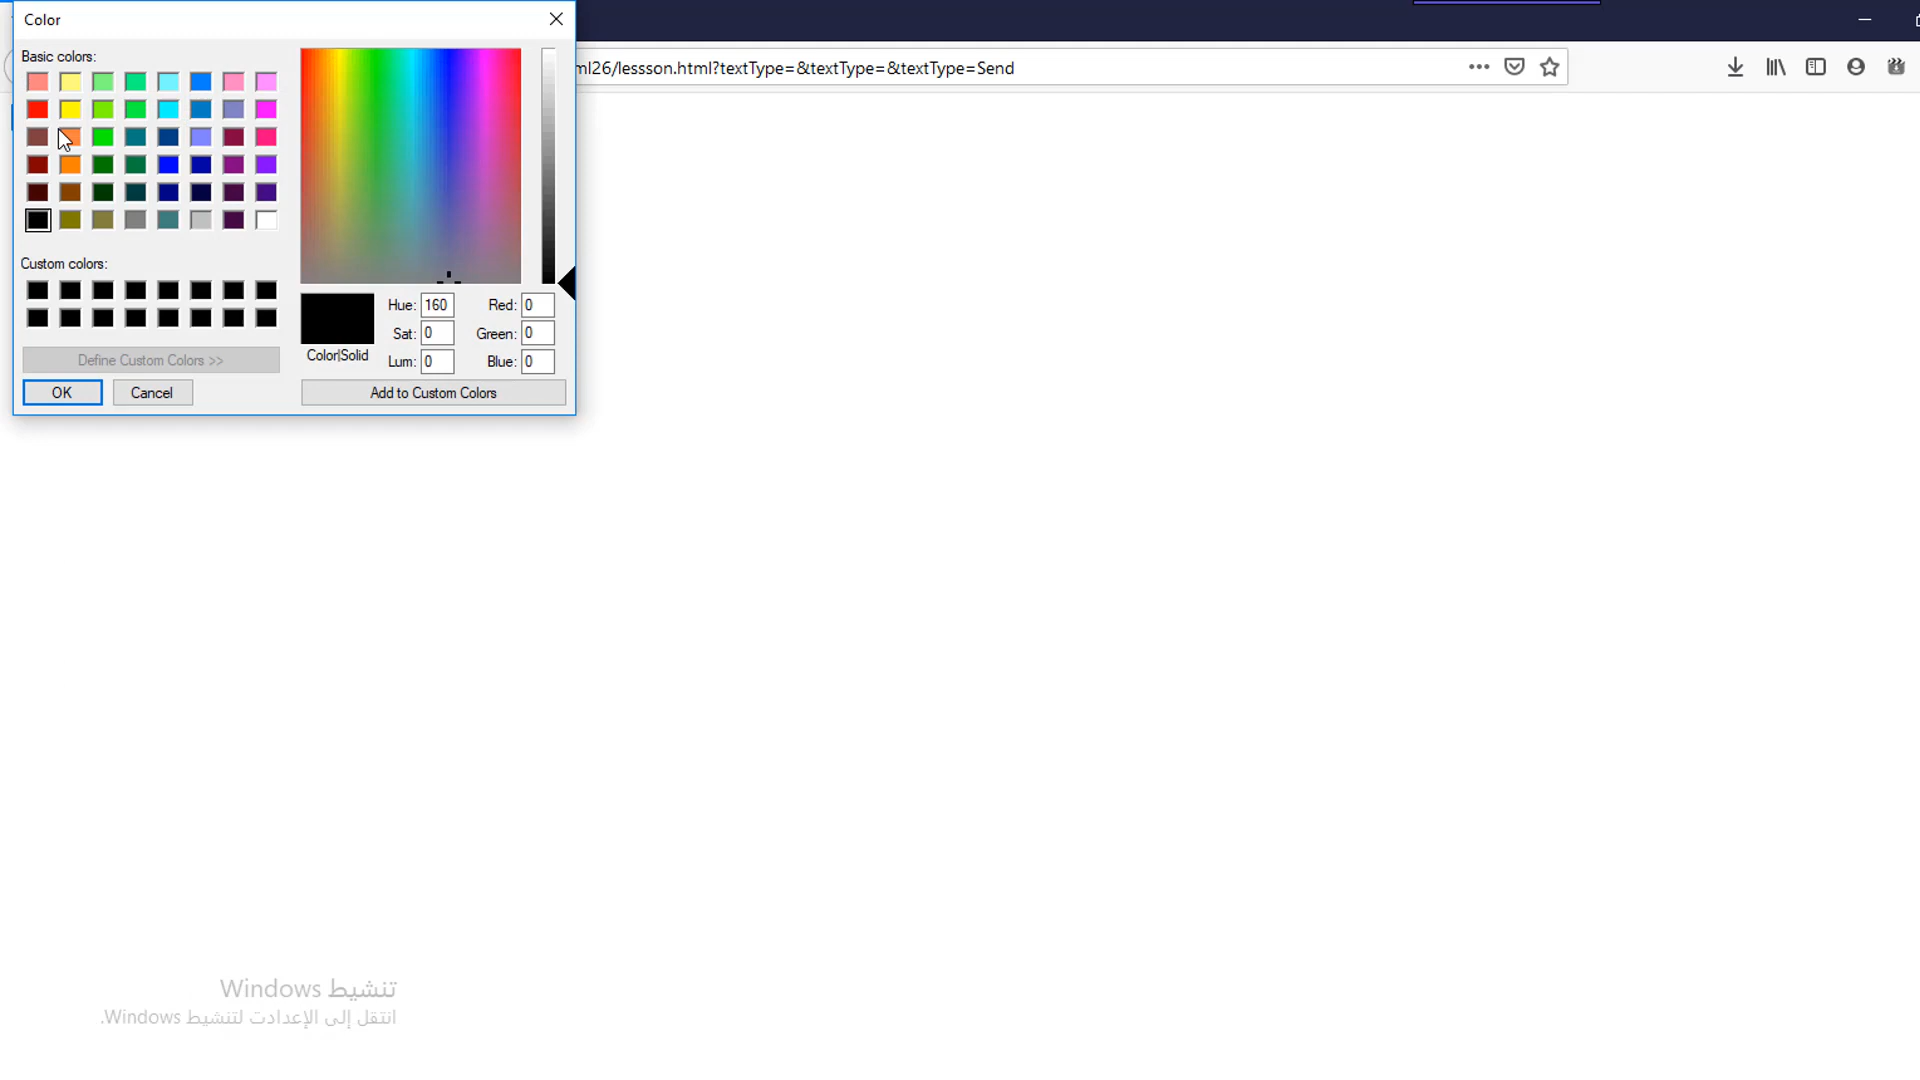 Color
ml26/lessson.html?textType=&textType=&textType=Send
Basic colors:
Custom colors:
Hue: 160
Red: 0
Sat: 0
Green: 0
Color|Solid
Lum: 0
Blue: 0
Define Custom Colors >>
OK
Cancel
Add to Custom Colors
تنشيط Windows
انتقل إلى الإعدادت لتنشيط Windows.